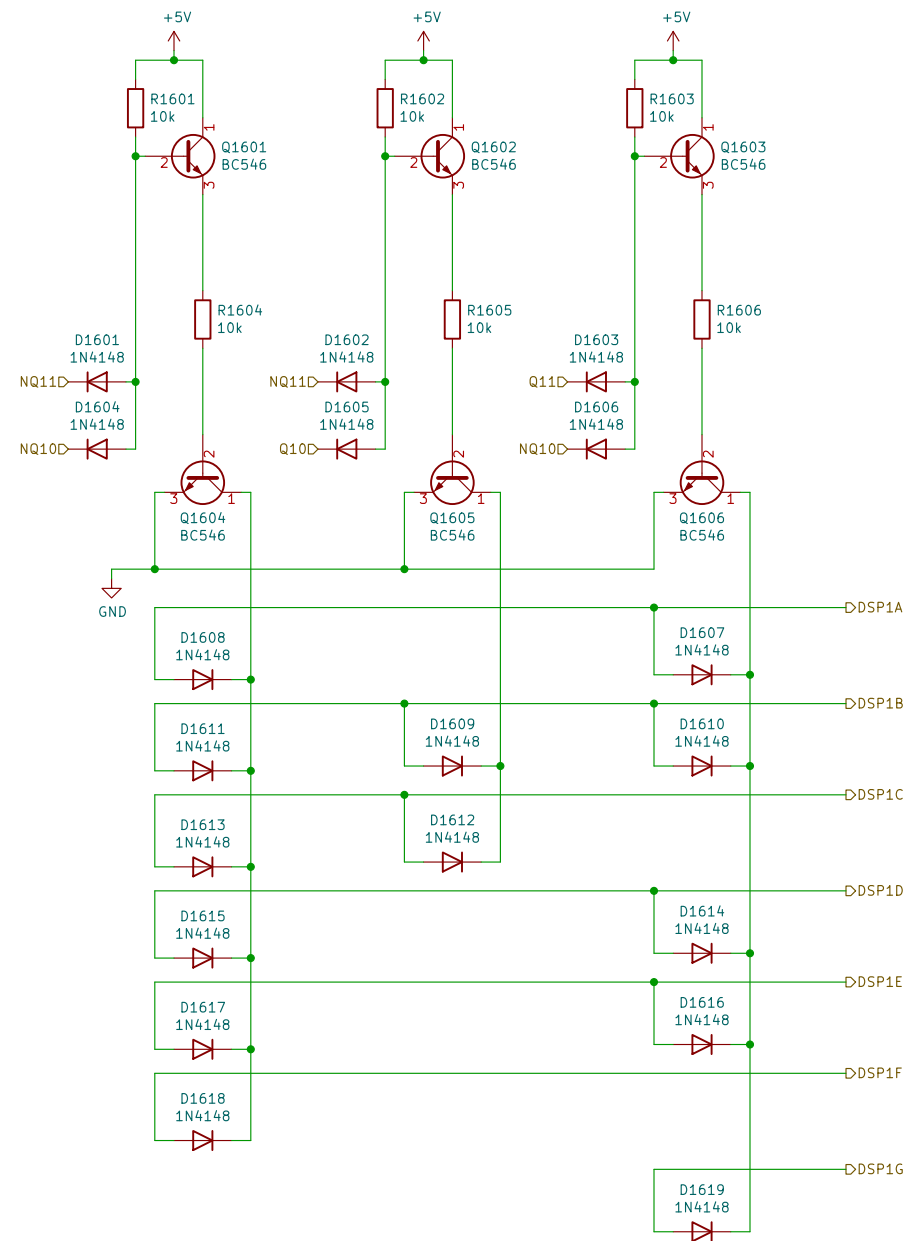 +5V
+5V
+5V
R1601
10k
R1602
10k
R1603
10k
1
1
1
Q1601
BC546
Q1602
BC546
Q1603
BC546
2
2
2
3
3
3
R1604
10k
R1605
10k
R1606
10k
D1601
1N4148
D1602
1N4148
D1603
1N4148
NQ11
NQ11
Q11
D1604
1N4148
D1605
1N4148
D1606
1N4148
NQ10
Q10
NQ10
2
2
2
3
1
3
1
3
1
Q1604
BC546
Q1605
BC546
Q1606
BC546
GND
DSP1A
D1608
1N4148
D1607
1N4148
DSP1B
D1611
1N4148
D1609
1N4148
D1610
1N4148
DSP1C
D1613
1N4148
D1612
1N4148
DSP1D
D1615
1N4148
D1614
1N4148
DSP1E
D1617
1N4148
D1616
1N4148
DSP1F
D1618
1N4148
DSP1G
D1619
1N4148